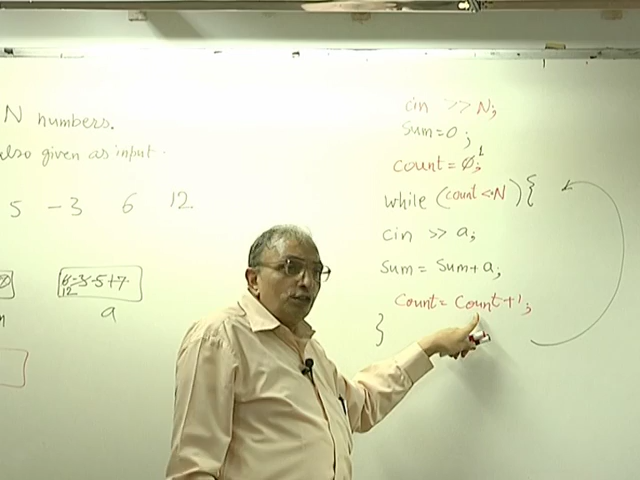 N numbers.
also given as input.
5 -3 6 12
a
cin >> N;
Sum=0;
count = 0; 1
while (count <= N) {
cin >> a;
Sum = Sum+a;
Count = Count+1;
}